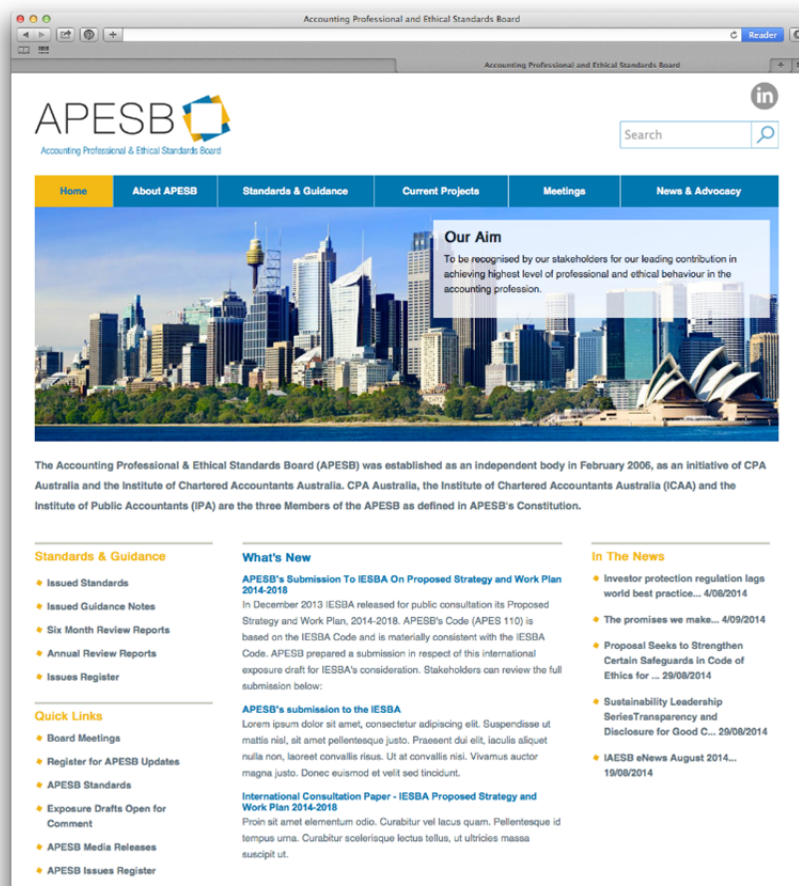 Accounting Professional and Ethical Standards Board
Reader
Accounting Professional and Ethical Standards Board
APESB
Accounting Professional & Ethical Standards Board
in
Search
Home
About APESB
Standards & Guidance
Current Projects
Meetings
News & Advocacy
Our Aim
To be recognised by our stakeholders for our leading contribution in
achieving highest level of professional and ethical behaviour in the
accounting profession.
The Accounting Professional & Ethical Standards Board (APESB) was established as an independent body in February 2006, as an initiative of CPA
Australia and the Institute of Chartered Accountants Australia. CPA Australia, the Institute of Chartered Accountants Australia (ICAA) and the
Institute of Public Accountants (IPA) are the three Members of the APESB as defined in APESB's Constitution.
Standards & Guidance
Issued Standards
Issued Guidance Notes
Six Month Review Reports
Annual Review Reports
Issues Register
Quick Links
Board Meetings
Register for APESB Updates
APESB Standards
Exposure Drafts Open for
Comment
APESB Media Releases
APESB Issues Register
What's New
APESB's Submission To IESBA On Proposed Strategy and Work Plan
2014-2018
In December 2013 IESBA released for public consultation its Proposed
Strategy and Work Plan, 2014-2018. APESB's Code (APES 110) is
based on the IESBA Code and is materially consistent with the IESBA
Code. APESB prepared a submission in respect of this international
exposure draft for IESBA's consideration. Stakeholders can review the full
submission below:
APESB's submission to the IESBA
Lorem ipsum dolor sit amet, consectetur adipiscing elit. Suspendisse ut
mattis nisl, sit amet pellentesque justo. Praesent dui elit, iaculis aliquet
nulla non, laoreet convallis risus. Ut at convallis nisi. Vivamus auctor
magna justo. Donec euismod et velit sed tincidunt.
International Consultation Paper - IESBA Proposed Strategy and
Work Plan 2014-2018
Proin sit amet elementum odio. Curabitur vel lacus quam. Pellentesque id
tempus urna. Curabitur scelerisque lectus tellus, ut ultricies massa
suscipit ut.
In The News
Investor protection regulation lags
world best practice... 4/08/2014
The promises we make... 4/09/2014
Proposal Seeks to Strengthen
Certain Safeguards in Code of
Ethics for ... 29/08/2014
Sustainability Leadership
SeriesTransparency and
Disclosure for Good C... 29/08/2014
IAESB eNews August 2014...
19/08/2014